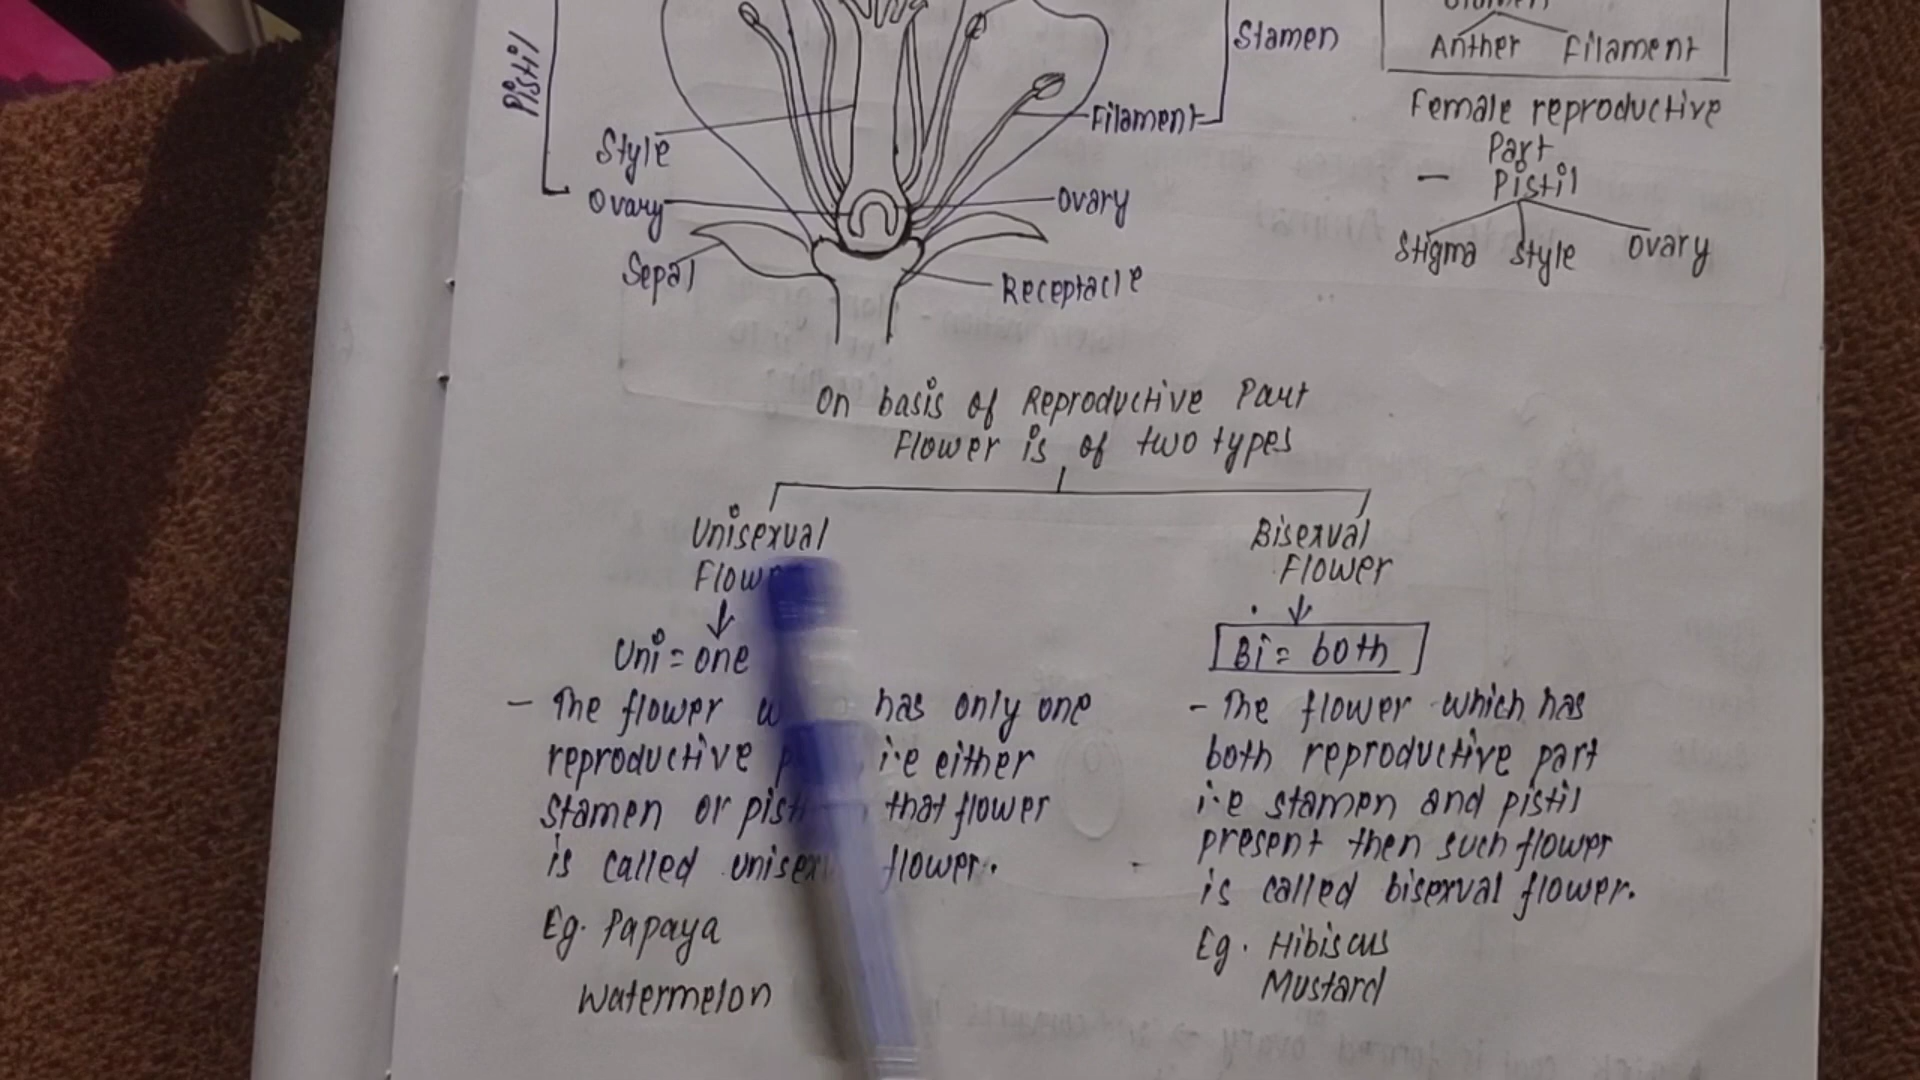 Pistil
Stamen
Anther Filament
Female reproductive
Part
- Pistil
Stigma Style Ovary
Filament
Style
Ovary
Ovary
Sepal
Receptacle
On basis of Reproductive Part
Flower is of two types
Unisexual
Bisexual
Flower
Uni = one
Bi = both
- The flower has only one
reproductive i.e either
Stamen or that flower
is called flower.
Eg. Papaya
Watermelon
- The flower which has
both reproductive part
i.e stamen and pistil
present then such flower
is called bisexual flower.
Eg. Hibiscus
Mustard